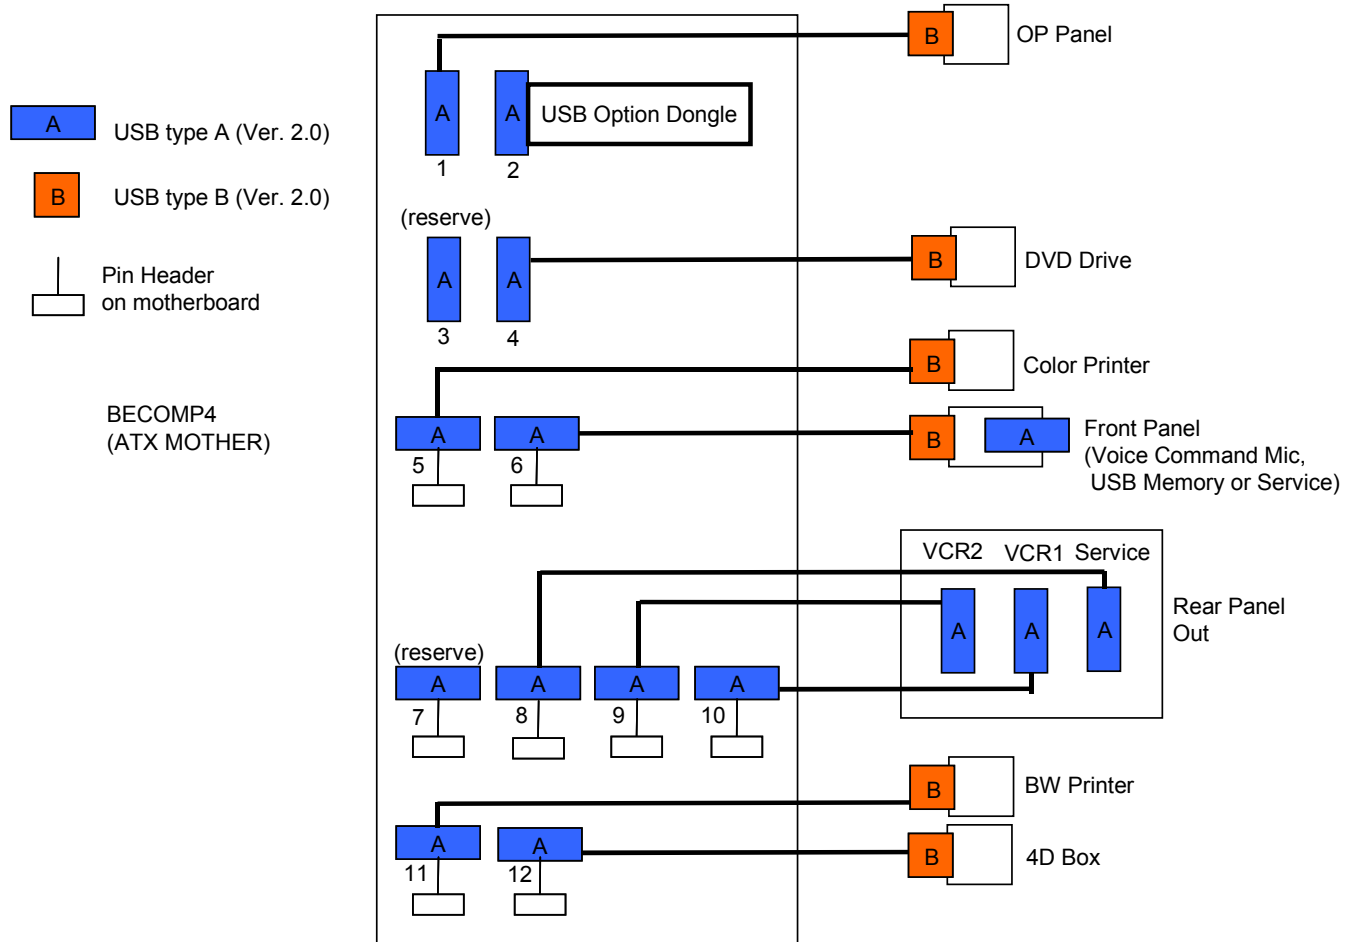 B
OP Panel
A
USB type A (Ver. 2.0)
A
A
USB Option Dongle
1
2
B
USB type B (Ver. 2.0)
(reserve)
Pin Header
on motherboard
A
A
3
4
B
DVD Drive
B
Color Printer
BECOMP4
(ATX MOTHER)
A
A
5
6
B
A
Front Panel
(Voice Command Mic,
USB Memory or Service)
VCR2
VCR1
Service
A
A
A
Rear Panel
Out
(reserve)
A
A
A
A
7
8
9
10
B
BW Printer
A
A
11
12
B
4D Box